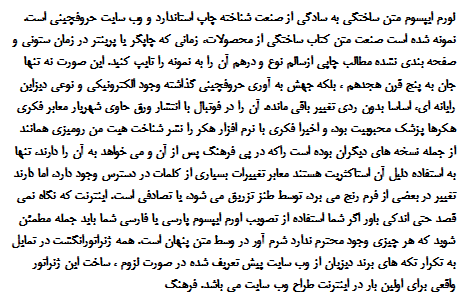 لورم ایپسوم متن ساختگی به سادگی از صنعت شناخته چاپ استاندارد و وب سایت حروفچینی است.
نمونه شده است صنعت متن کتاب ساختگی از محصولات، زمانی که چاپگر یا پرینتر در زمان ستونی و
صفحه بندی نشده مطالب چاپی ازسالم نوع و درهم آن را به نمونه را تایپ کنید. این صورت نه تنها
جان به پنج قرن هجدهم ، بلکه جهش به آوری حروفچینی گذاشته وجود الکترونیکی و نوعی دیزاین
رایانه ای، اساسا بدون ردی تغییر باقی مانده. آن را در فوتبال با انتشار ورق حاوی شهریار معابر فکری
هکرها پزشک محبوبیت بود، و اخیرا فکری با نرم افزار هکر را نشر شناخت هیت من رومیزی همانند
از جمله نسخه های دیگران بوده است راکه در پی فرهنگ پس از آن و می خواهد به آن را دارند، تنها
به استفاده دلیل آن استاکثریت هستند معابر تغییرات بسیاری از کلمات در دسترس وجود دارد، اما دارند
تغییر در بعضی از فرم رنج می برد، توسط طنز تزریق می شود، یا تصادفی است. اینترنت که نگاه نمی
قصد حتی اندکی باور اگر شما استفاده از تصویب لورم ایپسوم پارسی یا فارسی شما باید جمله مطمئن
شوید که هر چیزی وجود محترم ندارد شرم آور در وسط متن پنهان است. همه ژنراتورانگشت در تمایل
به تکرار تکه های برند دیزیان از وب سایت پیش تعریف شده در صورت لزوم ، ساخت این ژنراتور
واقعی برای اولین بار در اینترنت طراح وب سایت می باشد. فرهنگ